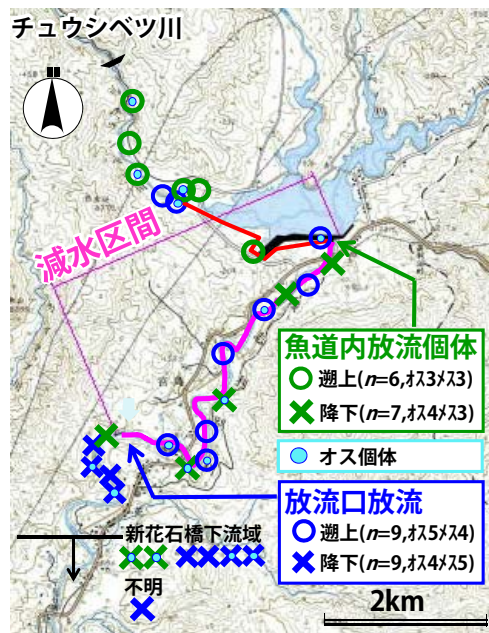 チュウシベツ川
減水区間
魚道内放流個体
遡上(n=6,オス3メス3)
降下(n=7,オス4メス3)
オス個体
放流口放流
遡上(n=9,オス5メス4)
降下(n=9,オス4メス5)
新花石橋下流域
不明
2km